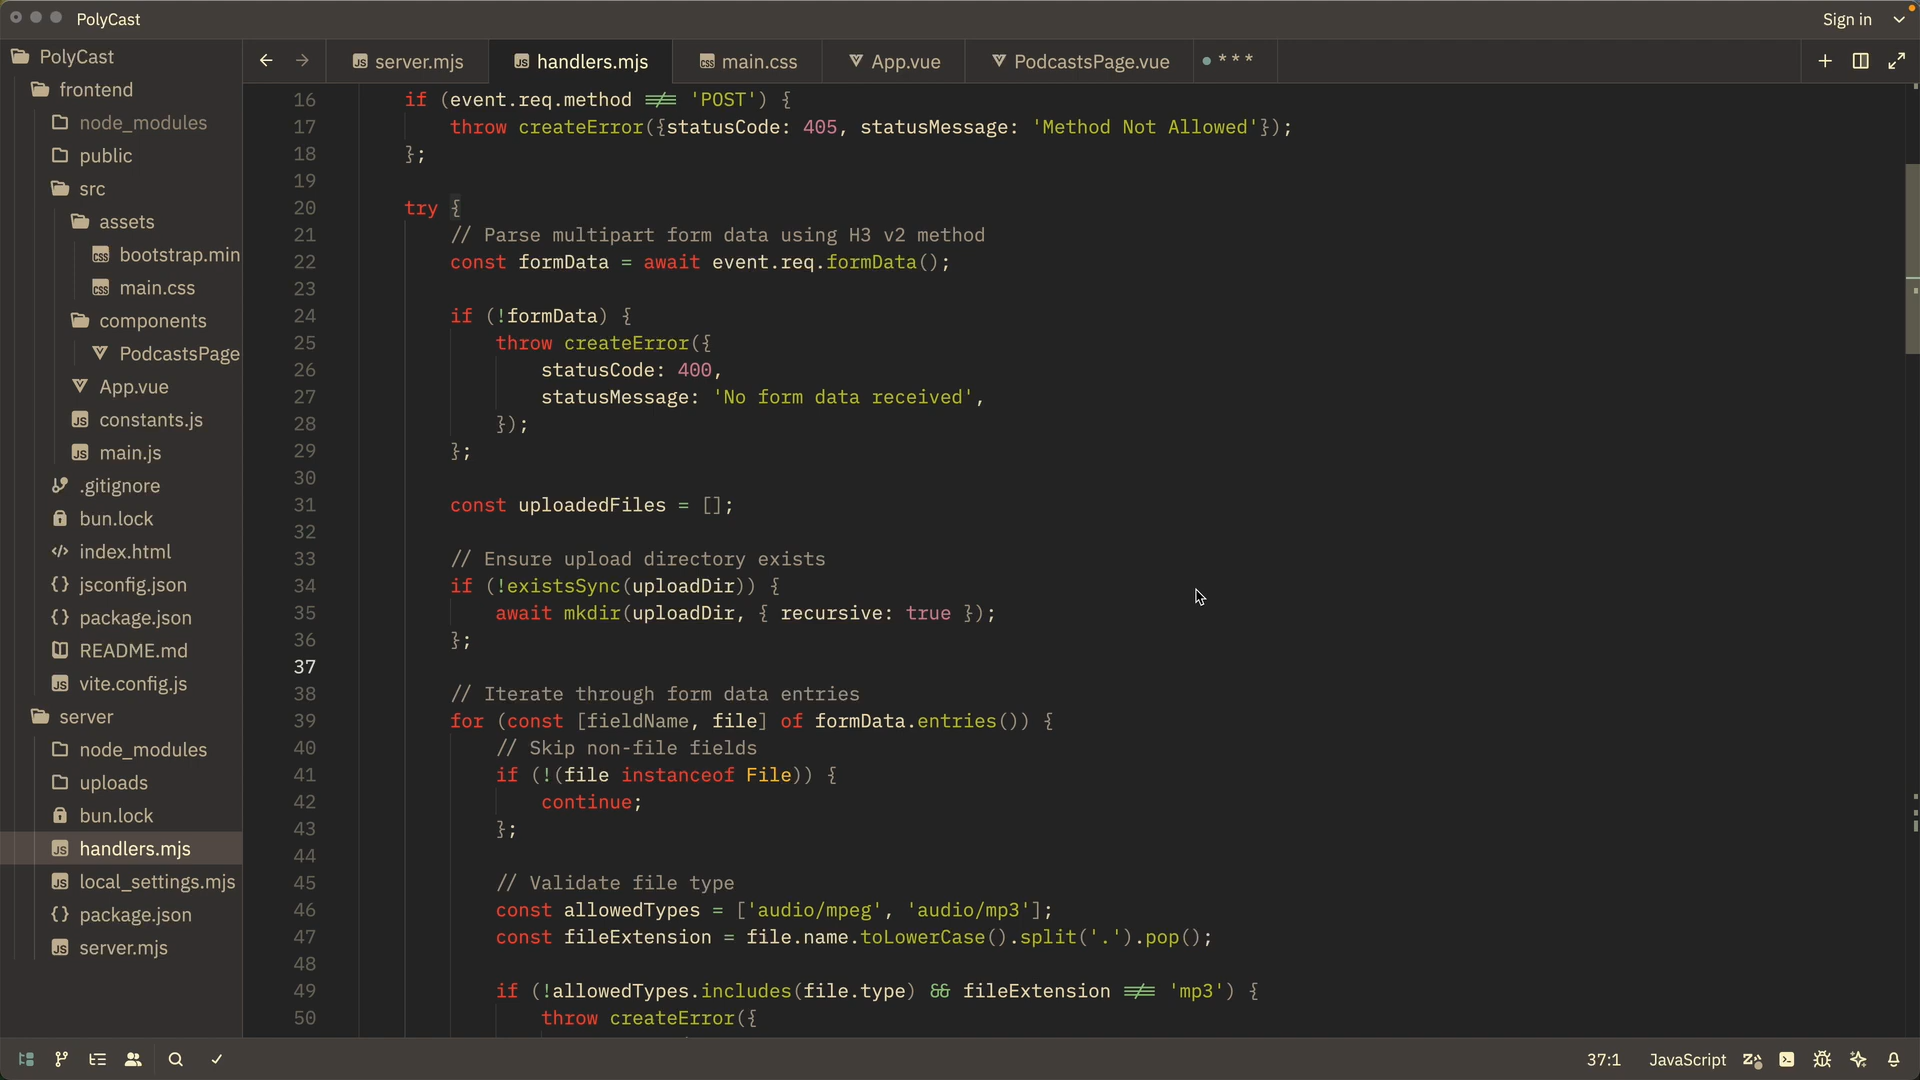 PolyCast
Sign in
PolyCast
frontend
node_modules
public
src
assets
bootstrap.min
main.css
components
PodcastsPage
App.vue
constants.js
main.js
.gitignore
bun.lock
index.html
jsconfig.json
package.json
README.md
vite.config.js
server
node_modules
uploads
bun.lock
handlers.mjs
local_settings.mjs
package.json
server.mjs
server.mjs
handlers.mjs
main.css
App.vue
PodcastsPage.vue
***
16 if (event.req.method !== 'POST') {
17 throw createError({statusCode: 405, statusMessage: 'Method Not Allowed'});
18 };
19
20 try {
21 // Parse multipart form data using H3 v2 method
22 const formData = await event.req.formData();
23
24 if (!formData) {
25 throw createError({
26 statusCode: 400,
27 statusMessage: 'No form data received',
28 });
29 };
30
31 const uploadedFiles = [];
32
33 // Ensure upload directory exists
34 if (!existsSync(uploadDir)) {
35 await mkdir(uploadDir, { recursive: true });
36 };
37
38 // Iterate through form data entries
39 for (const [fieldName, file] of formData.entries()) {
40 // Skip non-file fields
41 if (!(file instanceof File)) {
42 continue;
43 };
44
45 // Validate file type
46 const allowedTypes = ['audio/mpeg', 'audio/mp3'];
47 const fileExtension = file.name.toLowerCase().split('.').pop();
48
49 if (!allowedTypes.includes(file.type) && fileExtension !== 'mp3') {
50 throw createError({
37:1
JavaScript